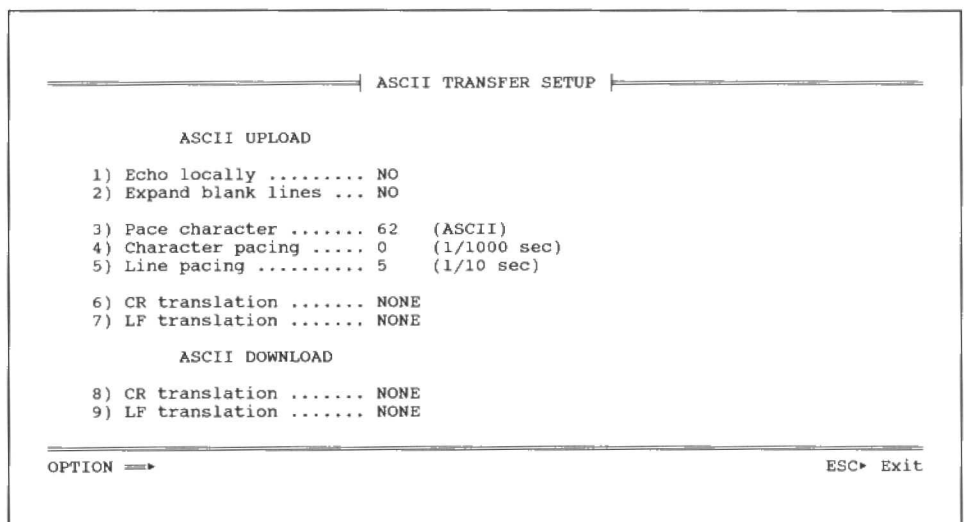 ASCII TRANSFER SETUP
ASCII UPLOAD
1) Echo locally ......... NO
2) Expand blank lines ... NO
3) Pace character ....... 62 (ASCII)
4) Character pacing ..... 0 (1/1000 sec)
5) Line pacing .......... 5 (1/10 sec)
6) CR translation ....... NONE
7) LF translation ....... NONE
ASCII DOWNLOAD
8) CR translation ....... NONE
9) LF translation ....... NONE
OPTION ══► ESC► Exit